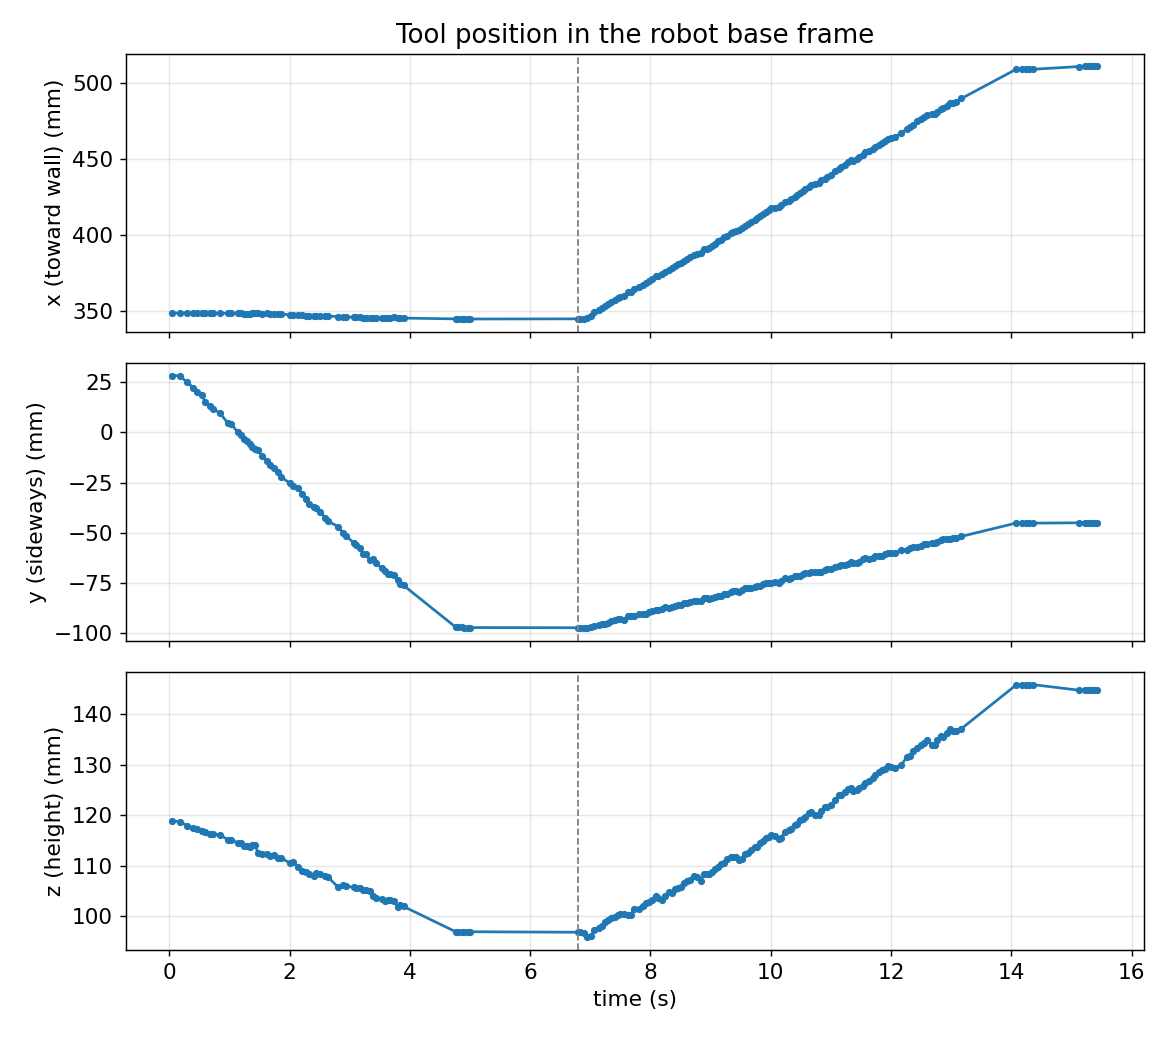 Tool position in the robot base frame
x (toward wall) (mm)
500
450
400
350
y (sideways) (mm)
25
0
−25
−50
−75
−100
z (height) (mm)
140
130
120
110
100
0 2 4 6 8 10 12 14 16
time (s)